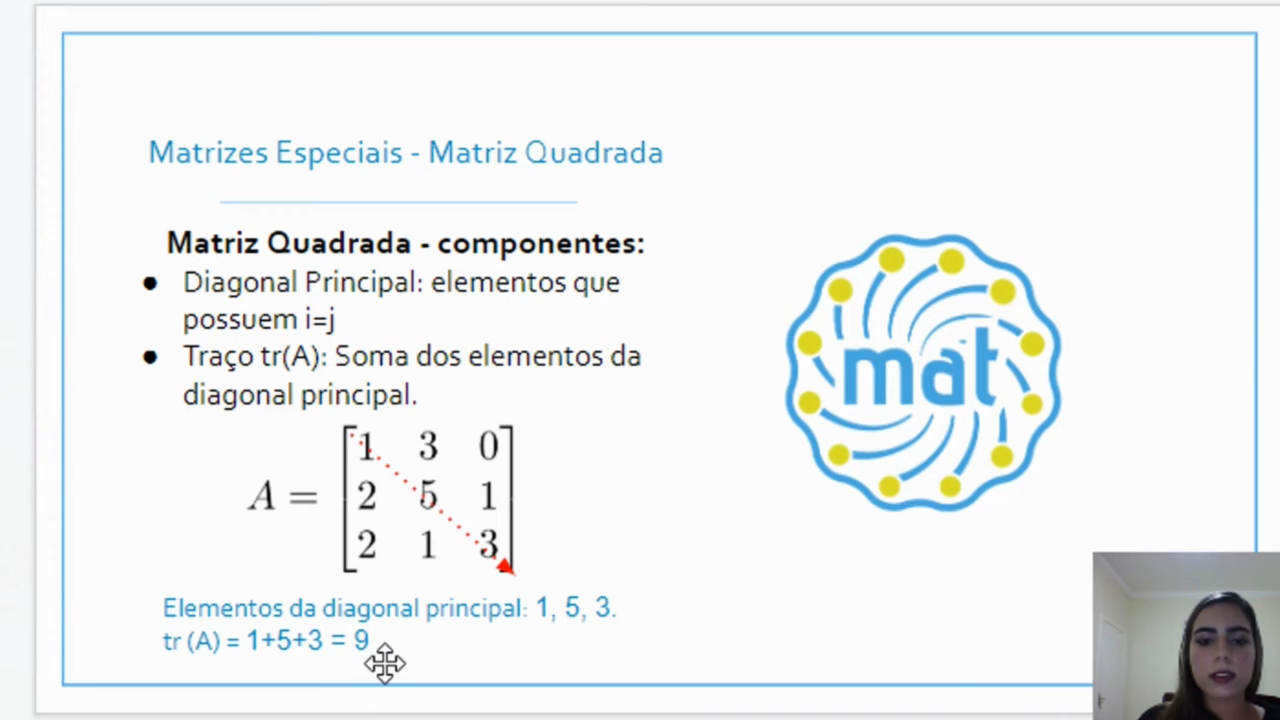 Matrizes Especiais - Matriz Quadrada
Matriz Quadrada - componentes:
● Diagonal Principal: elementos que
possuem i=j
● Traço tr(A): Soma dos elementos da
diagonal principal.
1 3 0
A = 2 5 1
2 1 3
Elementos da diagonal principal: 1, 5, 3.
tr (A) = 1+5+3 = 9
mat